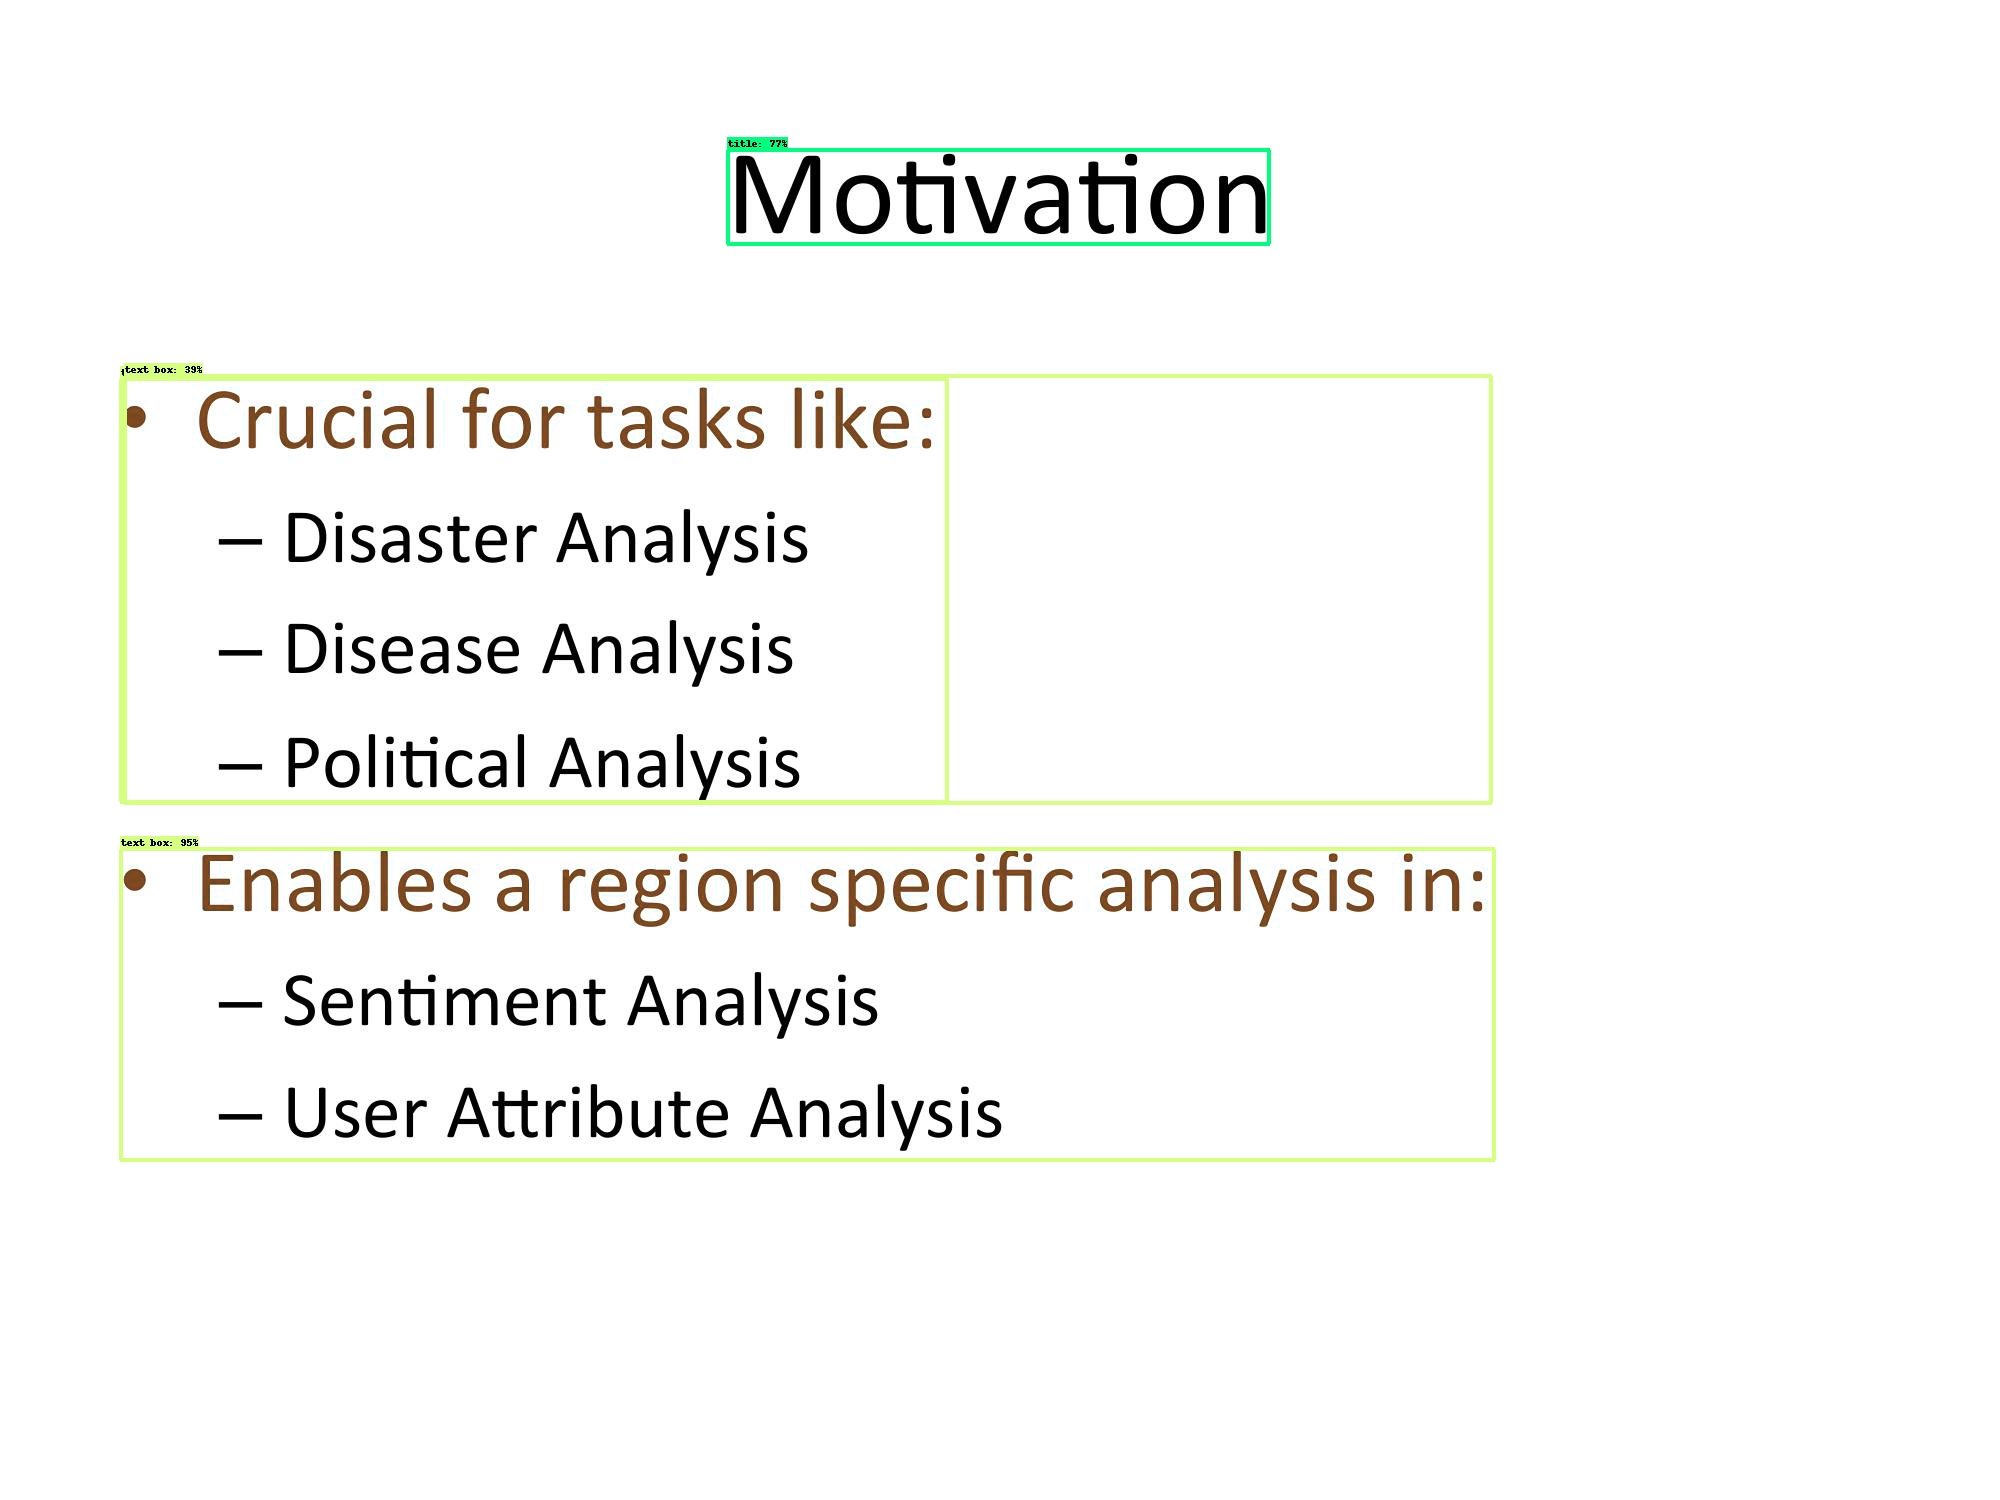 title: 77%
Motivation
text box: 39%
• Crucial for tasks like:
– Disaster Analysis
– Disease Analysis
– Political Analysis
text box: 95%
• Enables a region specific analysis in:
– Sentiment Analysis
– User Attribute Analysis